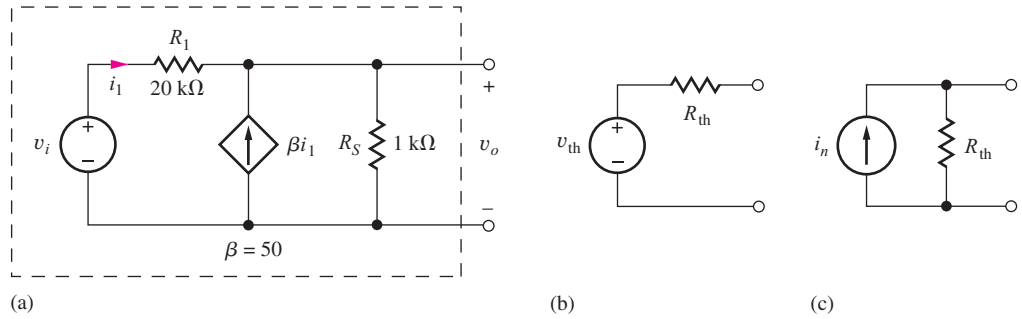 R1
i1
20 kΩ
+
−
vi
βi1
RS
1 kΩ
+
vo
−
β = 50
(a)
Rth
+
−
vth
(b)
in
Rth
(c)